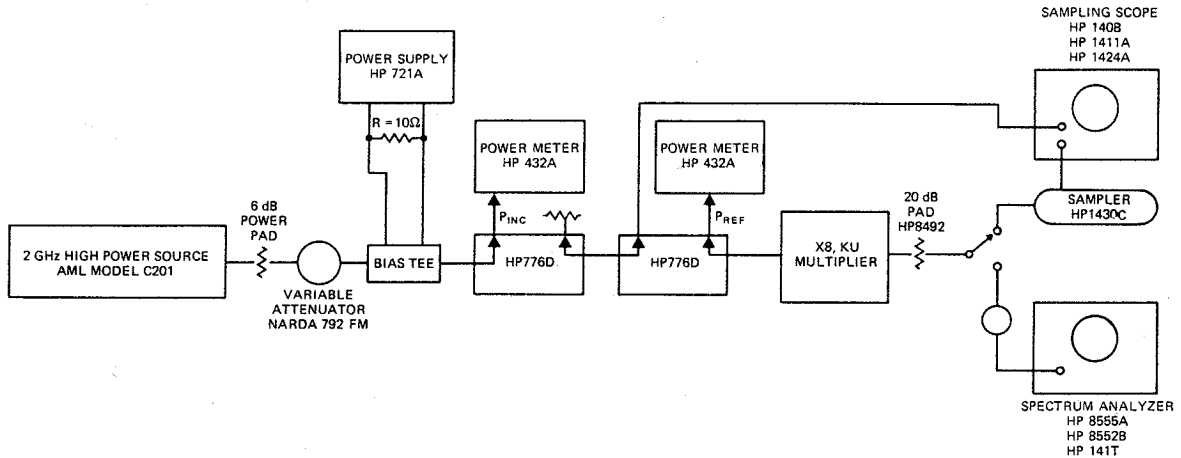 SAMPLING SCOPE
HP 140B
HP 1411A
HP 1424A
POWER SUPPLY
HP 721A
R = 10Ω
POWER METER
HP 432A
POWER METER
HP 432A
6 dB
POWER
PAD
PINC
PREF
20 dB
PAD
HP8492
SAMPLER
HP1430C
2 GHz HIGH POWER SOURCE
AML MODEL C201
BIAS TEE
HP776D
HP776D
X8, KU
MULTIPLIER
VARIABLE
ATTENUATOR
NARDA 792 FM
SPECTRUM ANALYZER
HP 8555A
HP 8552B
HP 141T